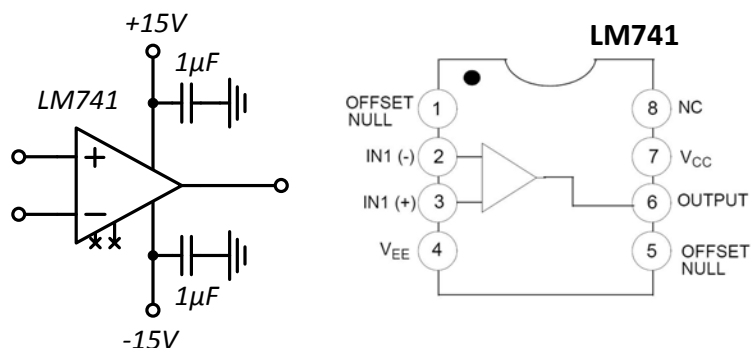 +15V
1μF
LM741
+
−
1μF
-15V
LM741
OFFSET
NULL
1
8
NC
IN1 (-)
2
7
VCC
IN1 (+)
3
6
OUTPUT
VEE
4
5
OFFSET
NULL